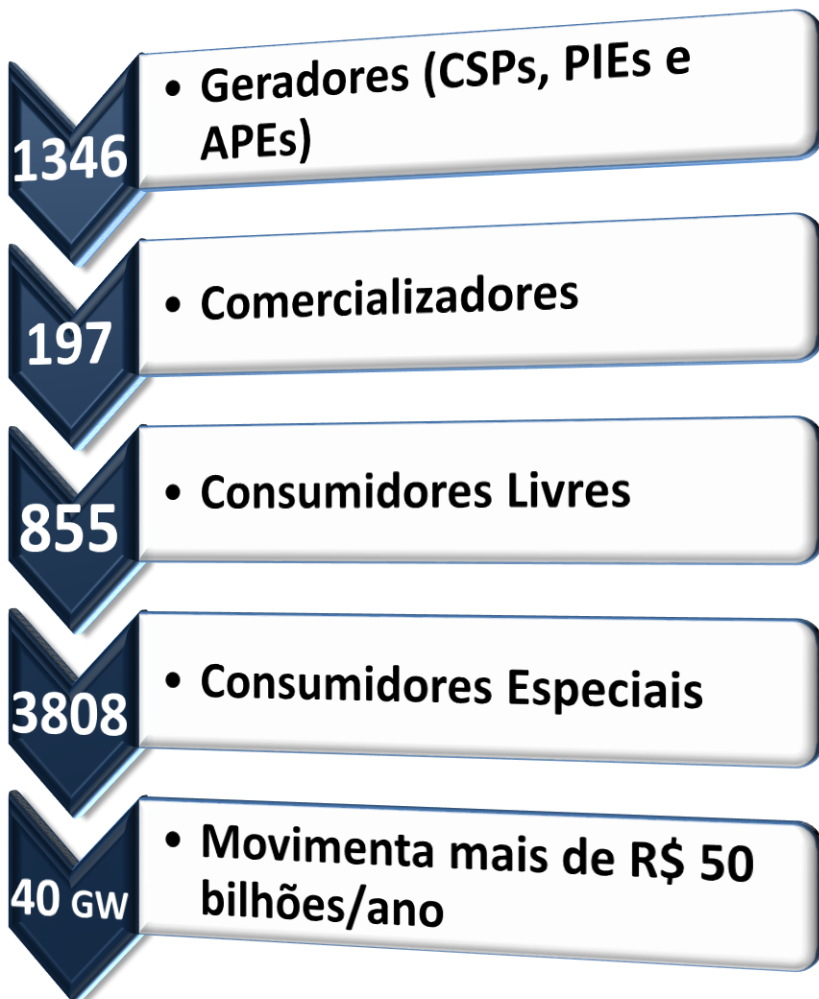 1346
• Geradores (CSPs, PIEs e
APEs)
197
• Comercializadores
855
• Consumidores Livres
3808
• Consumidores Especiais
40 GW
• Movimenta mais de R$ 50
bilhões/ano